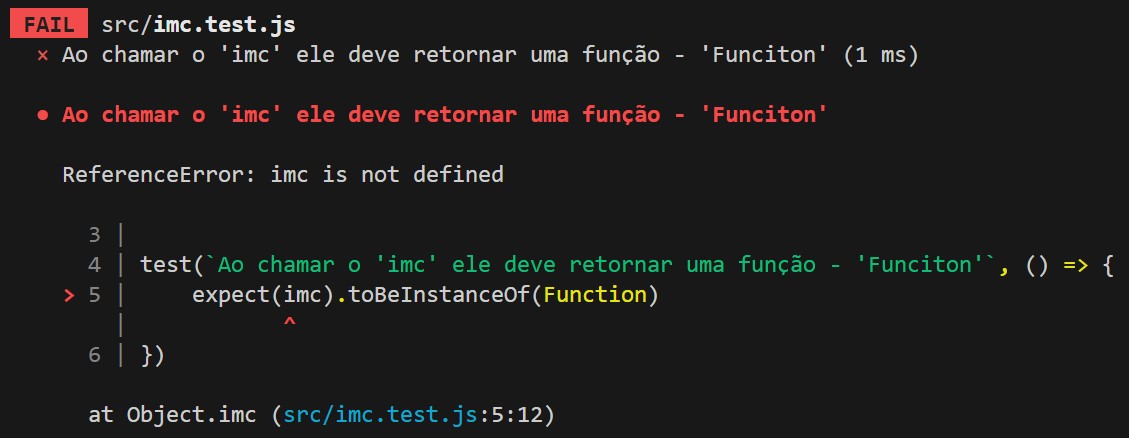 FAIL src/imc.test.js
× Ao chamar o 'imc' ele deve retornar uma função - 'Funciton' (1 ms)
● Ao chamar o 'imc' ele deve retornar uma função - 'Funciton'
ReferenceError: imc is not defined
3 |
4 | test(`Ao chamar o 'imc' ele deve retornar uma função - 'Funciton'`, () => {
> 5 |     expect(imc).toBeInstanceOf(Function)
|            ^
6 | })
at Object.imc (src/imc.test.js:5:12)